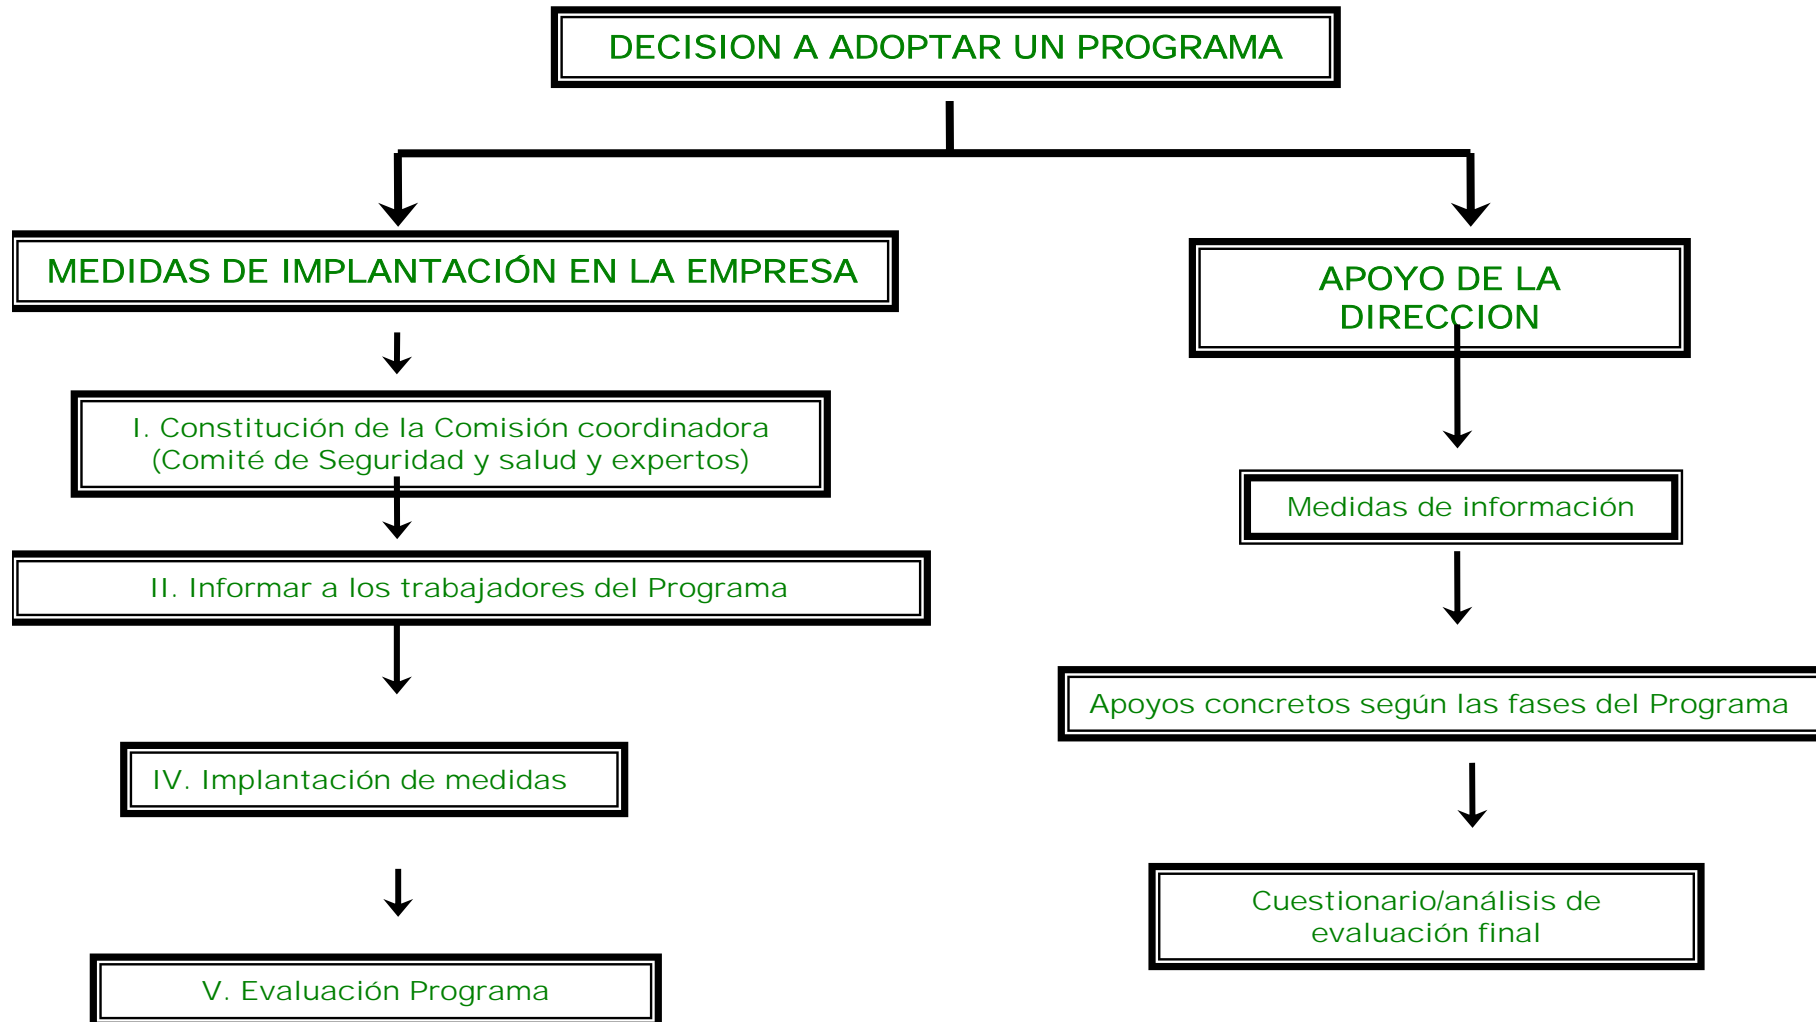 DECISION A ADOPTAR UN PROGRAMA
MEDIDAS DE IMPLANTACIÓN EN LA EMPRESA
I. Constitución de la Comisión coordinadora
(Comité de Seguridad y salud y expertos)
II. Informar a los trabajadores del Programa
IV. Implantación de medidas
V. Evaluación Programa
APOYO DE LA
DIRECCION
Medidas de información
Apoyos concretos según las fases del Programa
Cuestionario/análisis de
evaluación final